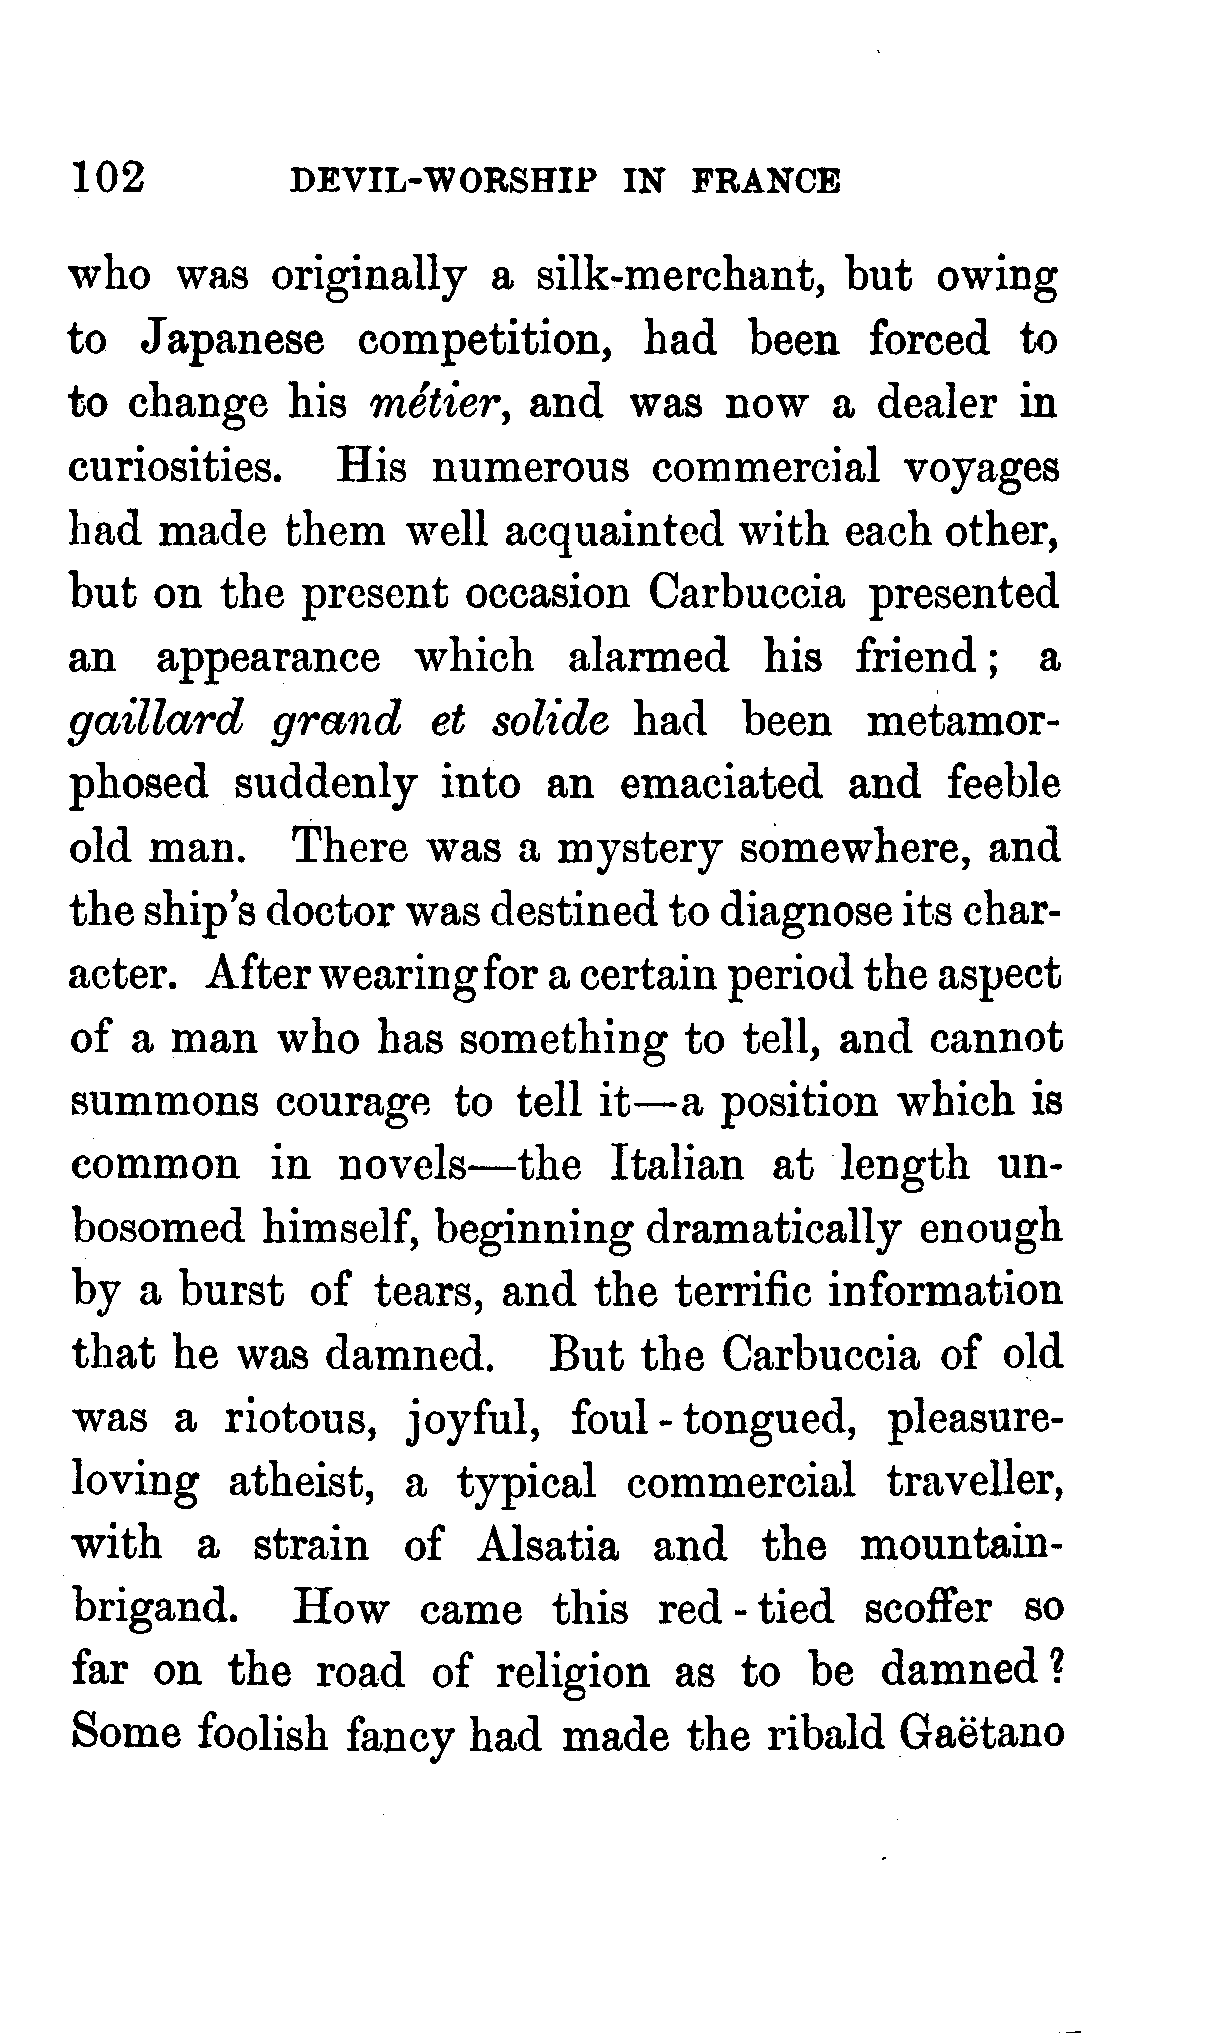 102 DEVIL-WORSHIP IN FRANCE
who was originally a silk-merchant, but owing
to Japanese competition, had been forced to
to change his métier, and was now a dealer in
curiosities. His numerous commercial voyages
had made them well acquainted with each other,
but on the present occasion Carbuccia presented
an appearance which alarmed his friend; a
gaillard grand et solide had been metamor-
phosed suddenly into an emaciated and feeble
old man. There was a mystery somewhere, and
the ship's doctor was destined to diagnose its char-
acter. After wearing for a certain period the aspect
of a man who has something to tell, and cannot
summons courage to tell it—a position which is
common in novels—the Italian at length un-
bosomed himself, beginning dramatically enough
by a burst of tears, and the terrific information
that he was damned. But the Carbuccia of old
was a riotous, joyful, foul-tongued, pleasure-
loving atheist, a typical commercial traveller,
with a strain of Alsatia and the mountain-
brigand. How came this red-tied scoffer so
far on the road of religion as to be damned?
Some foolish fancy had made the ribald Gaëtano